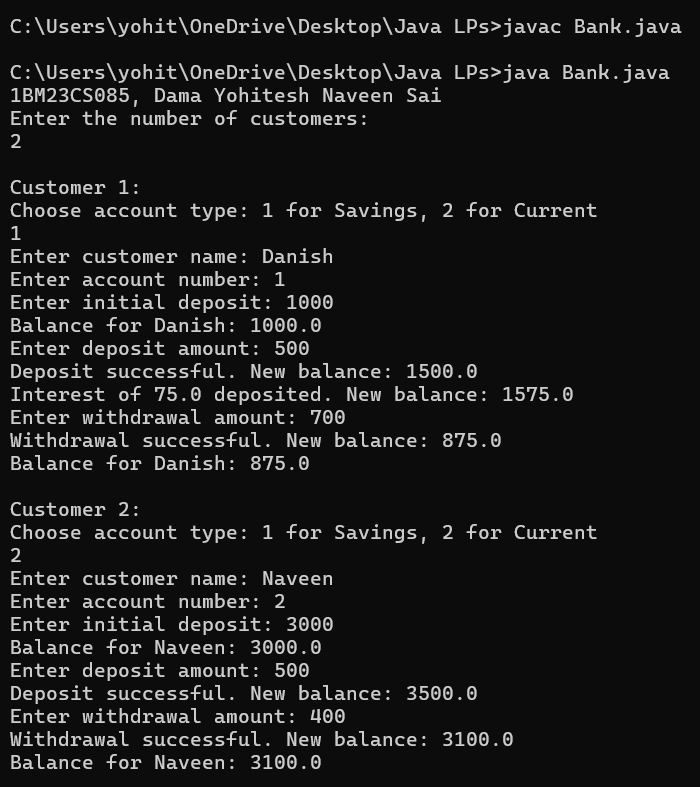 C:\Users\yohit\OneDrive\Desktop\Java LPs>javac Bank.java
C:\Users\yohit\OneDrive\Desktop\Java LPs>java Bank.java
1BM23CS085, Dama Yohitesh Naveen Sai
Enter the number of customers:
2
Customer 1:
Choose account type: 1 for Savings, 2 for Current
1
Enter customer name: Danish
Enter account number: 1
Enter initial deposit: 1000
Balance for Danish: 1000.0
Enter deposit amount: 500
Deposit successful. New balance: 1500.0
Interest of 75.0 deposited. New balance: 1575.0
Enter withdrawal amount: 700
Withdrawal successful. New balance: 875.0
Balance for Danish: 875.0
Customer 2:
Choose account type: 1 for Savings, 2 for Current
2
Enter customer name: Naveen
Enter account number: 2
Enter initial deposit: 3000
Balance for Naveen: 3000.0
Enter deposit amount: 500
Deposit successful. New balance: 3500.0
Enter withdrawal amount: 400
Withdrawal successful. New balance: 3100.0
Balance for Naveen: 3100.0